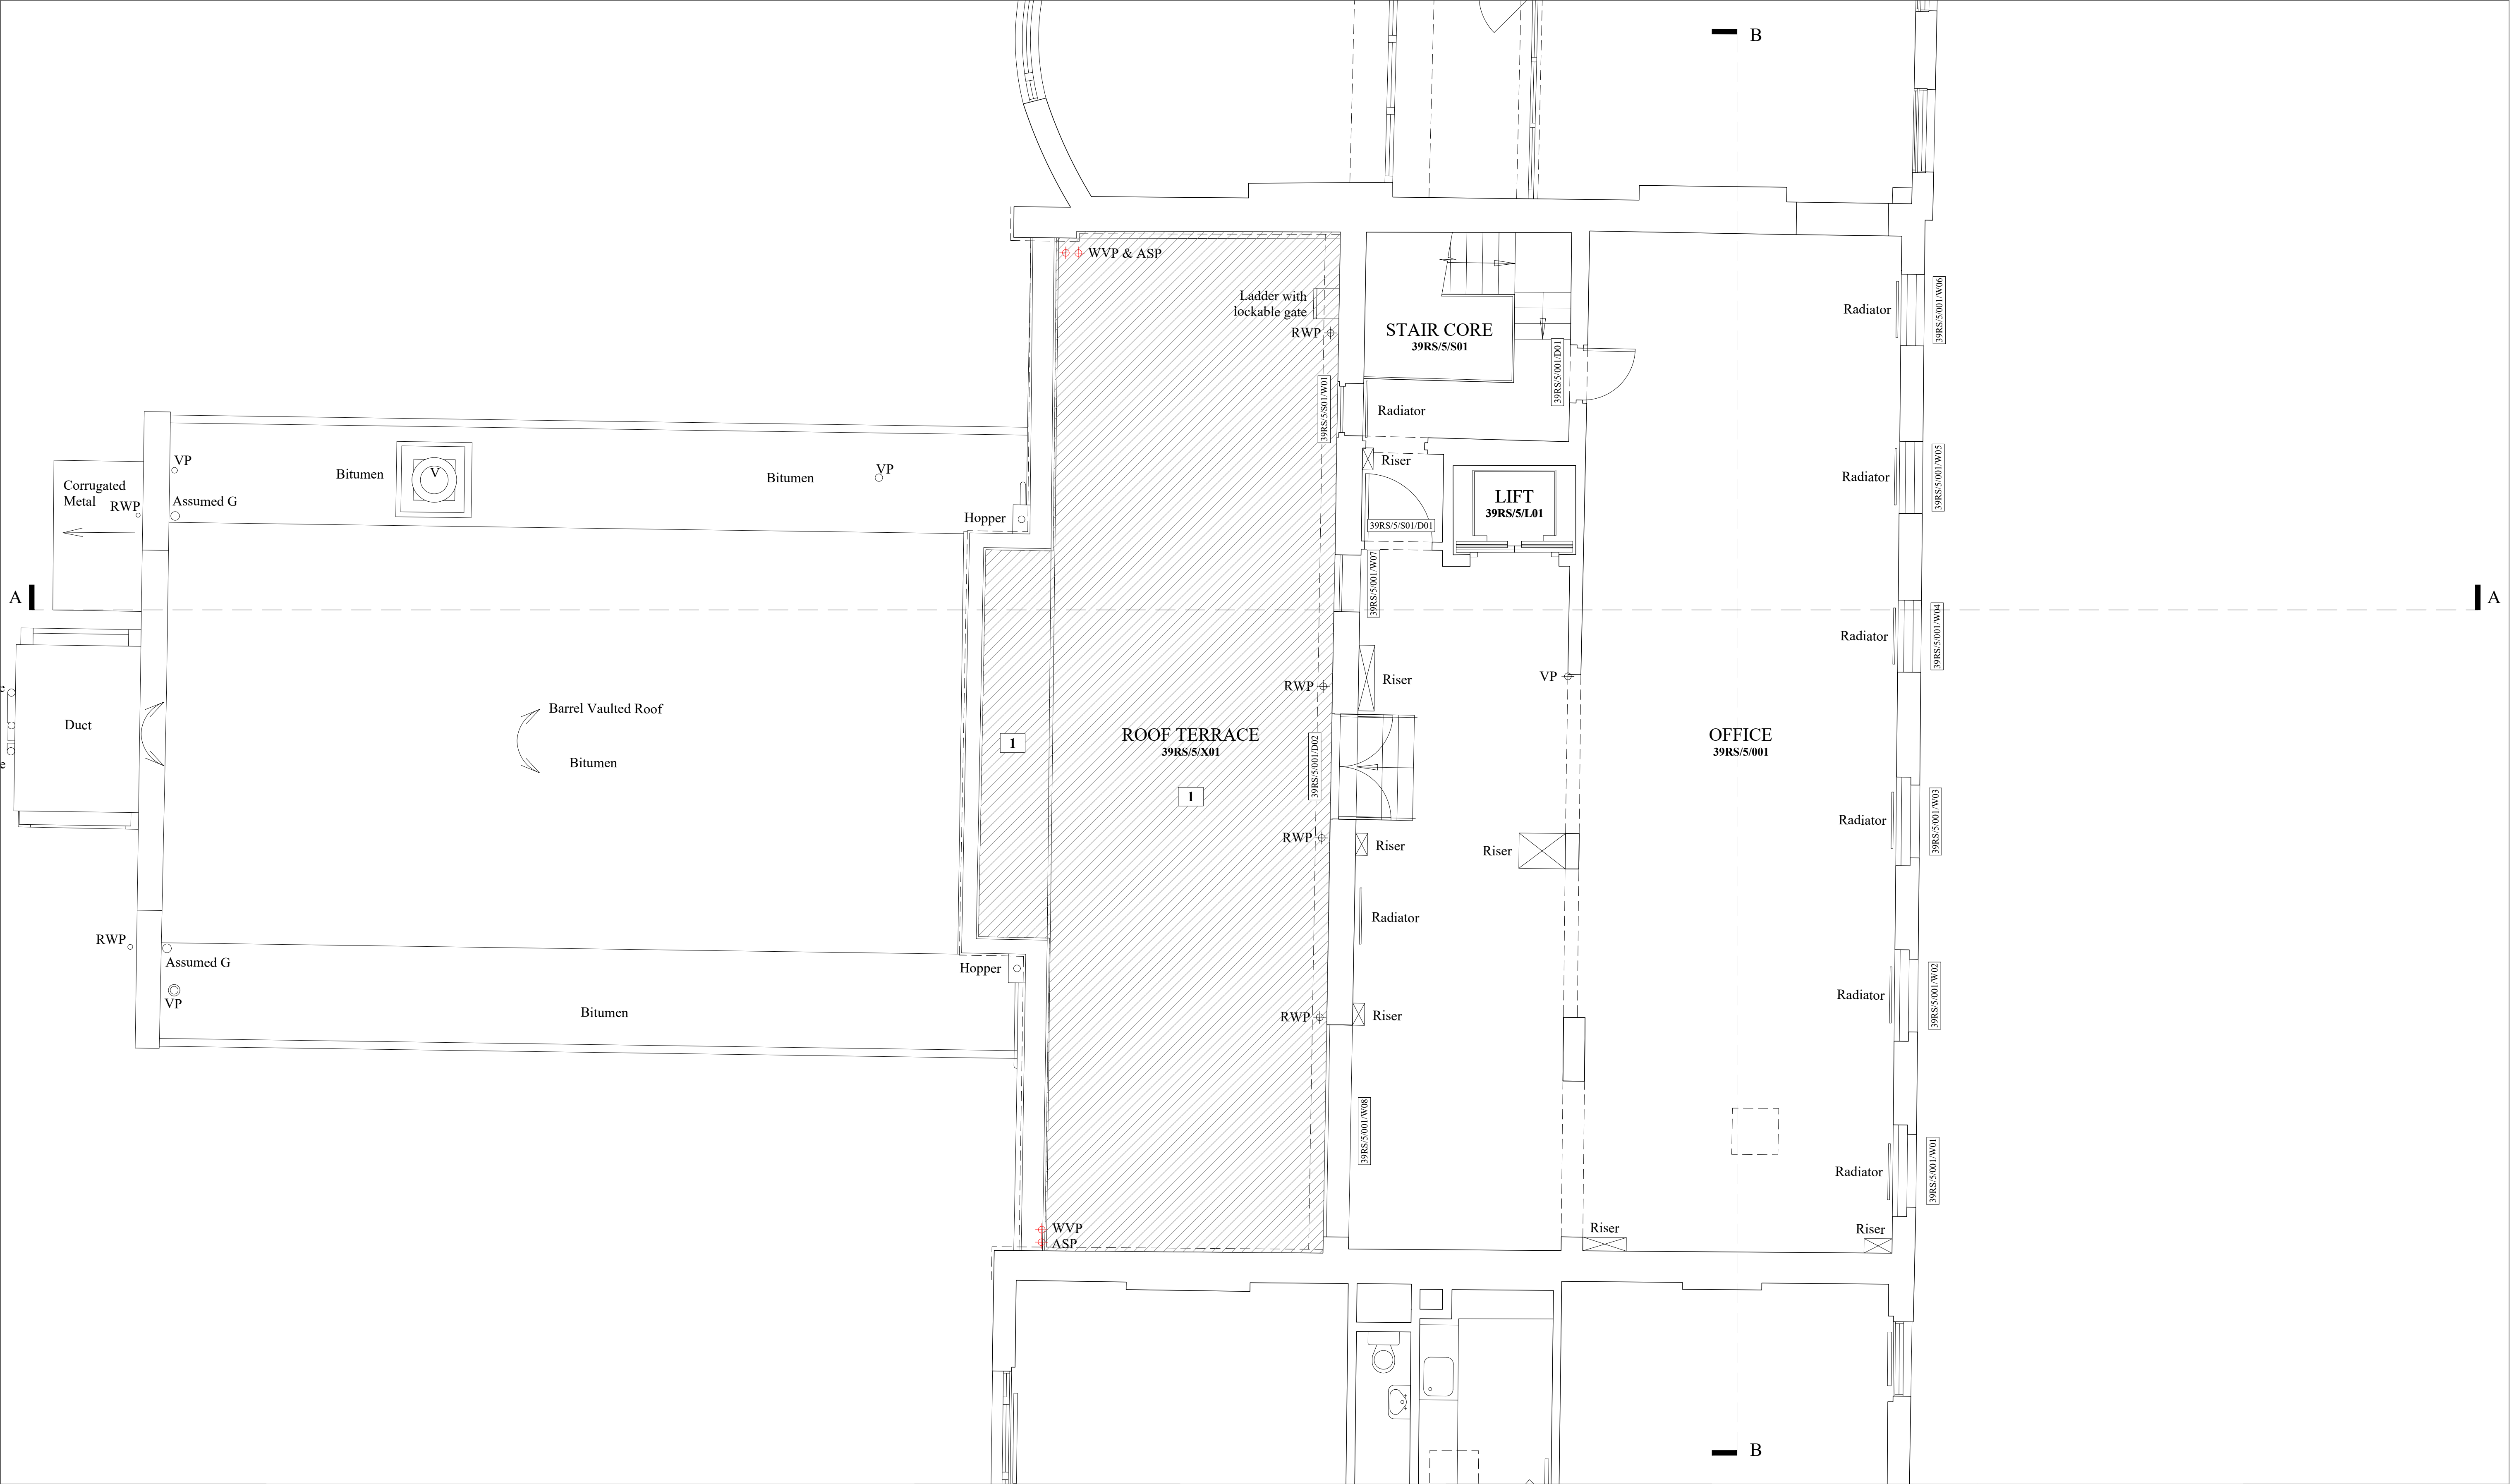 B
WVP & ASP
Ladder with
lockable gate
RWP
STAIR CORE
39RS/5/S01
39RS/5/001/D01
Radiator
39RS/5/001/W06
39RS/5/S01/W01
Radiator
Riser
LIFT
39RS/5/L01
39RS/5/S01/D01
Radiator
39RS/5/001/W05
VP
Bitumen
V
Bitumen
VP
Corrugated
Metal
RWP
Assumed G
Hopper
39RS/5/001/W07
A
A
Radiator
39RS/5/001/W04
VP
RWP
Riser
e
Duct
e
Barrel Vaulted Roof
Bitumen
1
ROOF TERRACE
39RS/5/X01
1
39RS/5/001/D02
OFFICE
39RS/5/001
RWP
Riser
Riser
Radiator
39RS/5/001/W03
Radiator
RWP
Assumed G
VP
Hopper
Bitumen
RWP
Riser
Radiator
39RS/5/001/W02
39RS/5/001/W08
Radiator
39RS/5/001/W01
WVP
ASP
Riser
Riser
B